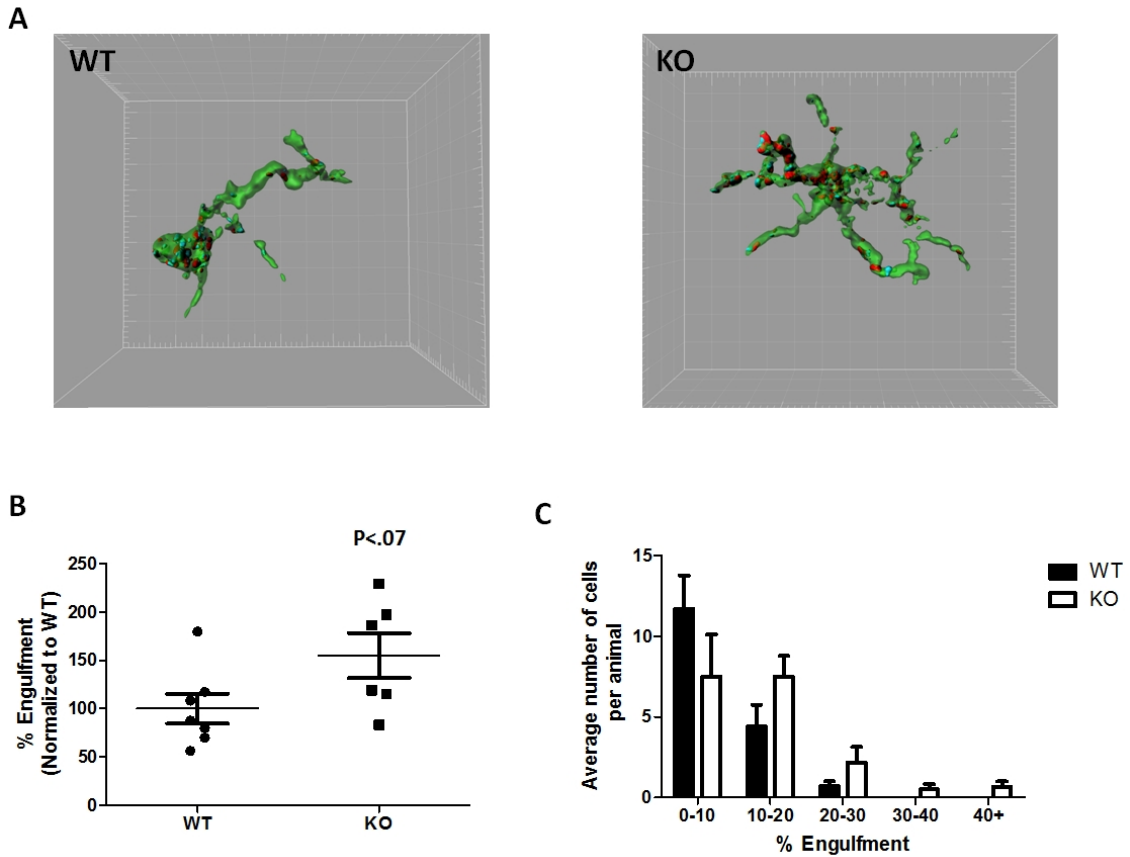 A
WT
KO
B
P<.07
% Engulfment
(Normalized to WT)
250
200
150
100
50
0
WT
KO
C
Average number of cells
per animal
15
10
5
0
0-10
10-20
20-30
30-40
40+
% Engulfment
WT
KO